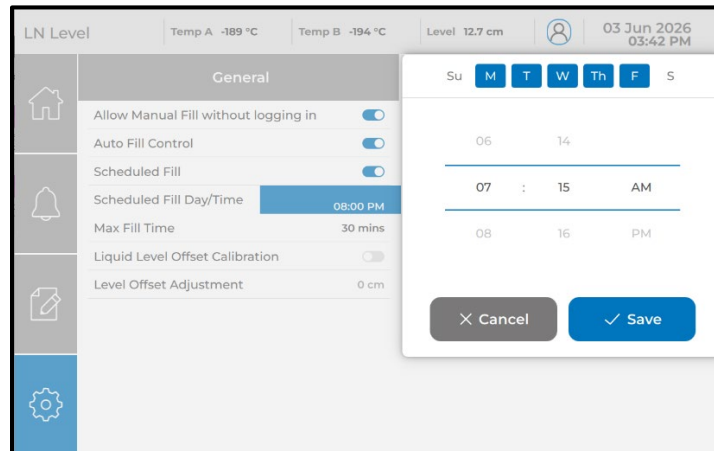 LN Level Temp A -189 °C Temp B -194 °C Level 12.7 cm 03 Jun 2026
03:42 PM
General
Allow Manual Fill without logging in
Auto Fill Control
Scheduled Fill
Scheduled Fill Day/Time 08:00 PM
Max Fill Time 30 mins
Liquid Level Offset Calibration
Level Offset Adjustment 0 cm
Su M T W Th F S
06 14
07 : 15 AM
08 16 PM
Cancel Save